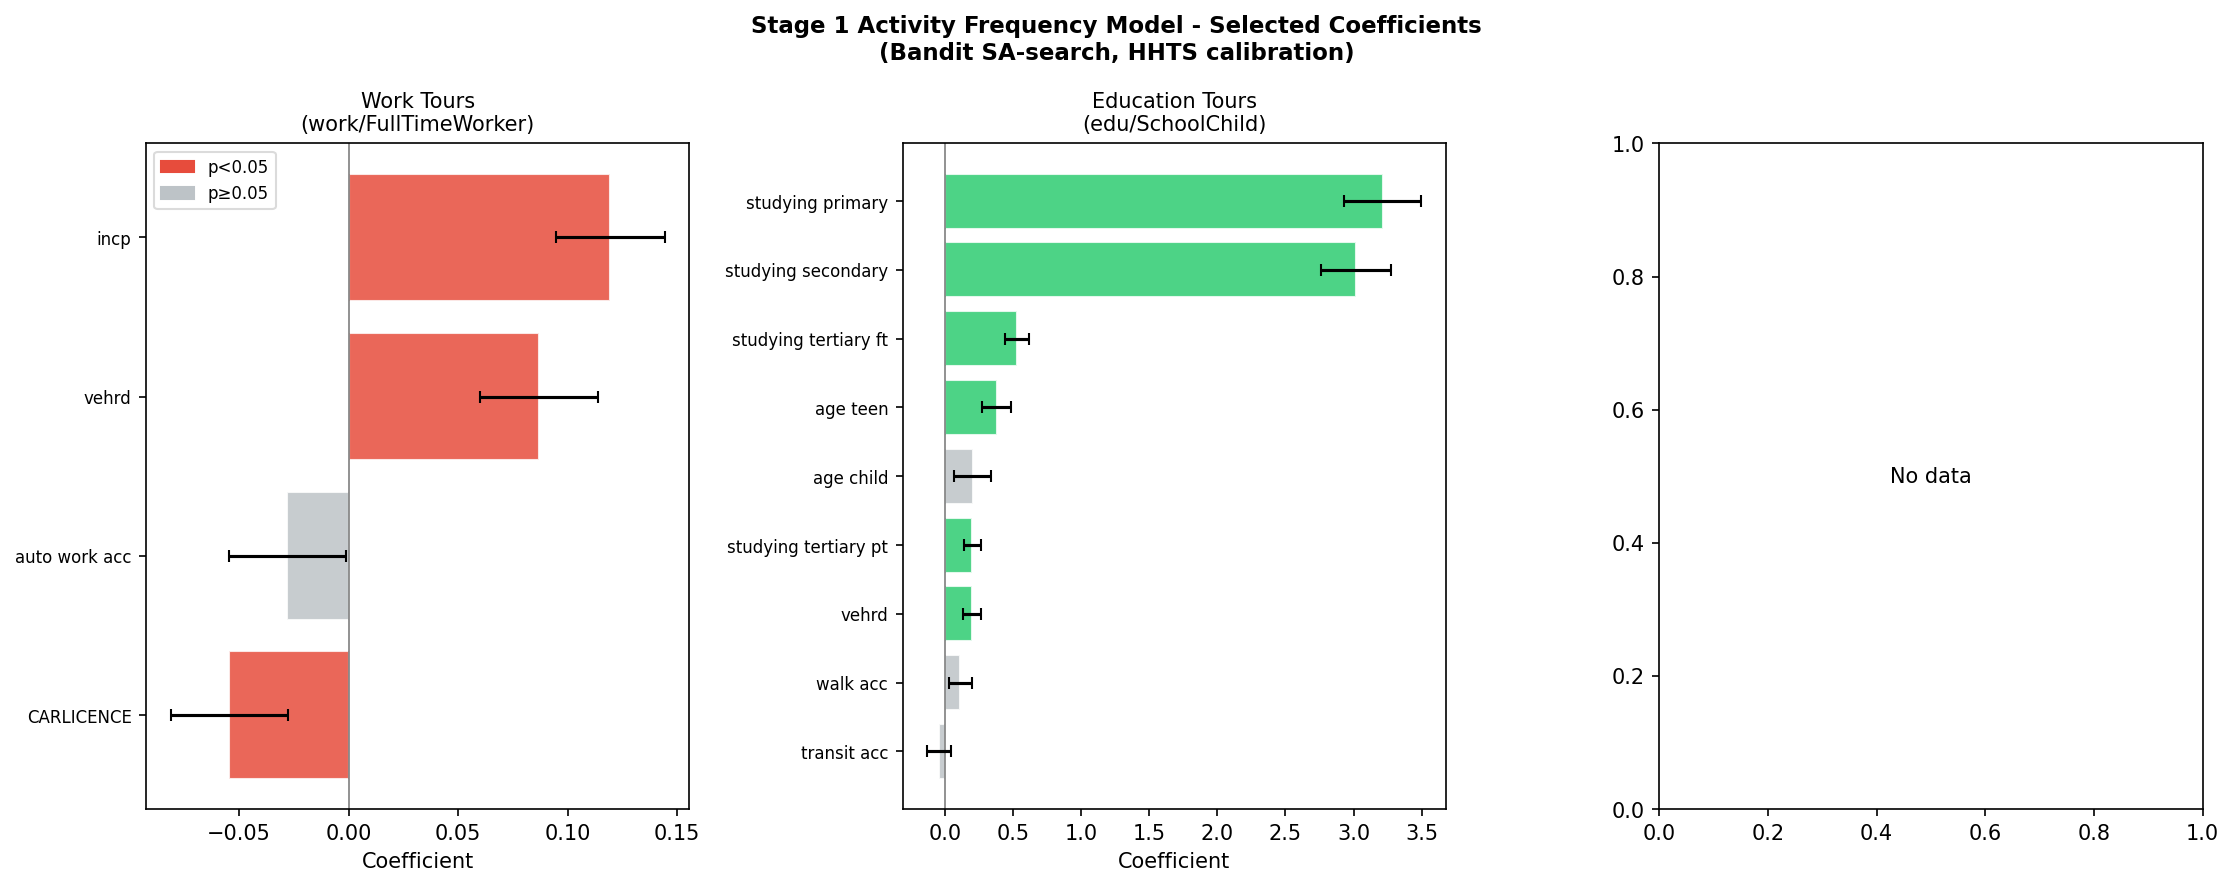 Stage 1 Activity Frequency Model - Selected Coefficients
(Bandit SA-search, HHTS calibration)
Work Tours
(work/FullTimeWorker)
p<0.05
p≥0.05
incp
vehrd
auto work acc
CARLICENCE
−0.05
0.00
0.05
0.10
0.15
Coefficient
Education Tours
(edu/SchoolChild)
studying primary
studying secondary
studying tertiary ft
age teen
age child
studying tertiary pt
vehrd
walk acc
transit acc
0.0
0.5
1.0
1.5
2.0
2.5
3.0
3.5
Coefficient
1.0
0.8
0.6
0.4
0.2
0.0
No data
0.0
0.2
0.4
0.6
0.8
1.0